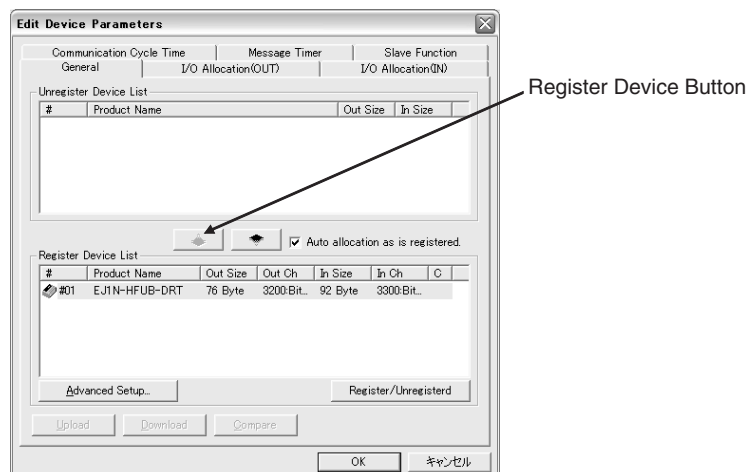 Edit Device Parameters
Communication Cycle Time Message Timer Slave Function
General I/O Allocation(OUT) I/O Allocation(IN)
Unregister Device List
# Product Name Out Size In Size
Register Device Button
Auto allocation as is registered.
Register Device List
# Product Name Out Size Out Ch In Size In Ch C
#01 EJ1N-HFUB-DRT 76 Byte 3200:Bit... 92 Byte 3300:Bit...
Advanced Setup... Register/Unregisterd
Upload Download Compare
OK キャンセル